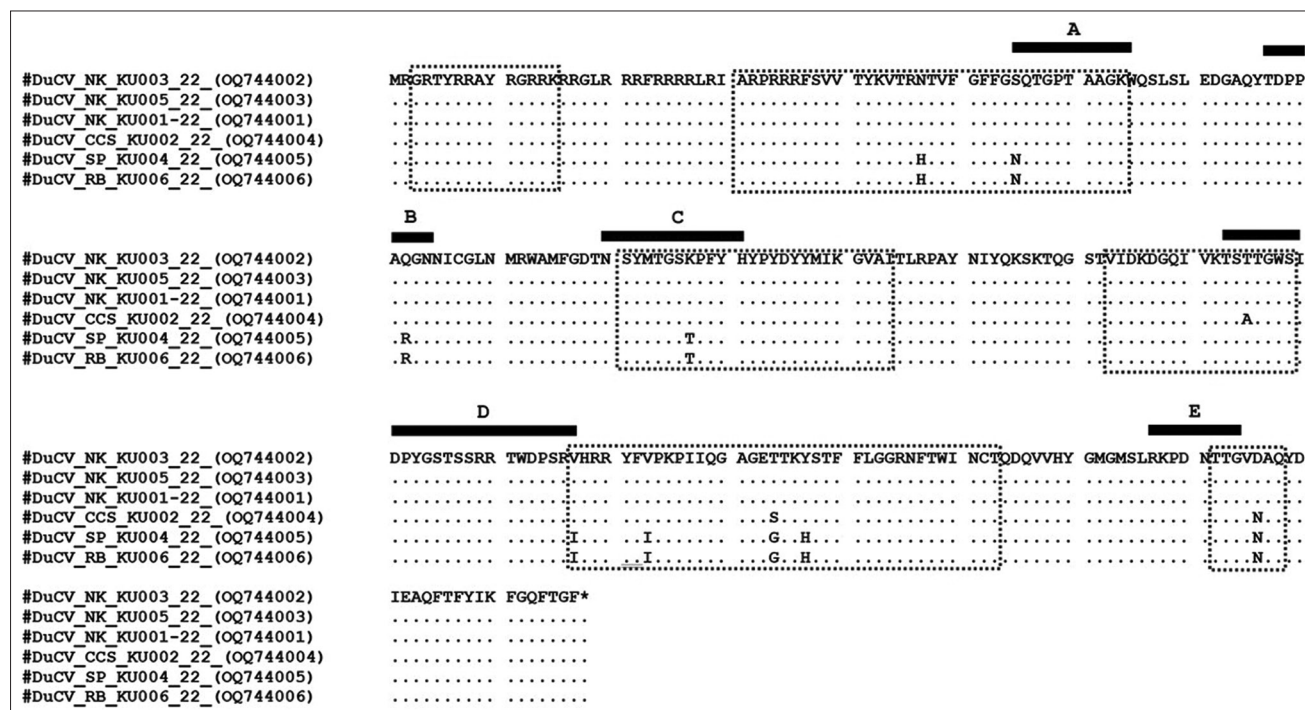 A
#DuCV_NK_KU003_22_(OQ744002) MRGRTYRRAY RGRRKRRGLR RRFRRRRLRI ARPRRRFSVV TYKVTRNTVF GFFGSQTGPT AAGKWQSLSL EDGAQYTDPP
#DuCV_NK_KU005_22_(OQ744003) .......... .......... .......... .......... .......... .......... .......... ..........
#DuCV_NK_KU001-22_(OQ744001) .......... .......... .......... .......... .......... .......... .......... ..........
#DuCV_CCS_KU002_22_(OQ744004) .......... .......... .......... .......... .......... .......... .......... ..........
#DuCV_SP_KU004_22_(OQ744005) .......... .......... .......... .......... ......H... ....N..... .......... ..........
#DuCV_RB_KU006_22_(OQ744006) .......... .......... .......... .......... ......H... ....N..... .......... ..........
B C
#DuCV_NK_KU003_22_(OQ744002) AQGNNICGLN MRWAMFGDTN SYMTGSKPFY HYPYDYYMIK GVAITLRPAY NIYQKSKTQG STVIDKDGQI VKTSTTGWSI
#DuCV_NK_KU005_22_(OQ744003) .......... .......... .......... .......... .......... .......... .......... ..........
#DuCV_NK_KU001-22_(OQ744001) .......... .......... .......... .......... .......... .......... .......... ..........
#DuCV_CCS_KU002_22_(OQ744004) .......... .......... .......... .......... .......... .......... .......... ....A.....
#DuCV_SP_KU004_22_(OQ744005) .R........ .......... ......T... .......... .......... .......... .......... ..........
#DuCV_RB_KU006_22_(OQ744006) .R........ .......... ......T... .......... .......... .......... .......... ..........
D E
#DuCV_NK_KU003_22_(OQ744002) DPYGSTSSRR TWDPSRVHRR YFVPKPIIQG AGETTKYSTF FLGGRNFTWI NCTQDQVVHY GMGMSLRKPD NTTGVDAQYD
#DuCV_NK_KU005_22_(OQ744003) .......... .......... .......... .......... .......... .......... .......... ..........
#DuCV_NK_KU001-22_(OQ744001) .......... .......... .......... .......... .......... .......... .......... ..........
#DuCV_CCS_KU002_22_(OQ744004) .......... .......... .......... ...S...... .......... .......... .......... .....N....
#DuCV_SP_KU004_22_(OQ744005) .......... ......I... ..I....... ...G..H... .......... .......... .......... .....N....
#DuCV_RB_KU006_22_(OQ744006) .......... ......I... ..I....... ...G..H... .......... .......... .......... .....N....
#DuCV_NK_KU003_22_(OQ744002) IEAQFTFYIK FGQFTGF*
#DuCV_NK_KU005_22_(OQ744003) .......... ........
#DuCV_NK_KU001-22_(OQ744001) .......... ........
#DuCV_CCS_KU002_22_(OQ744004) .......... ........
#DuCV_SP_KU004_22_(OQ744005) .......... ........
#DuCV_RB_KU006_22_(OQ744006) .......... ........